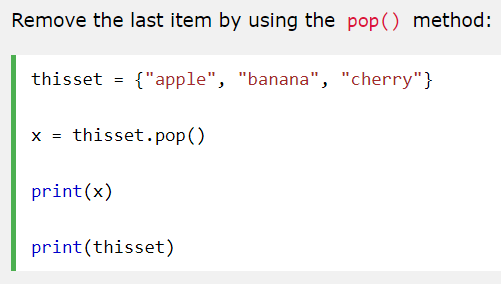 Remove the last item by using the pop() method:
thisset = {"apple", "banana", "cherry"}
x = thisset.pop()
print(x)
print(thisset)